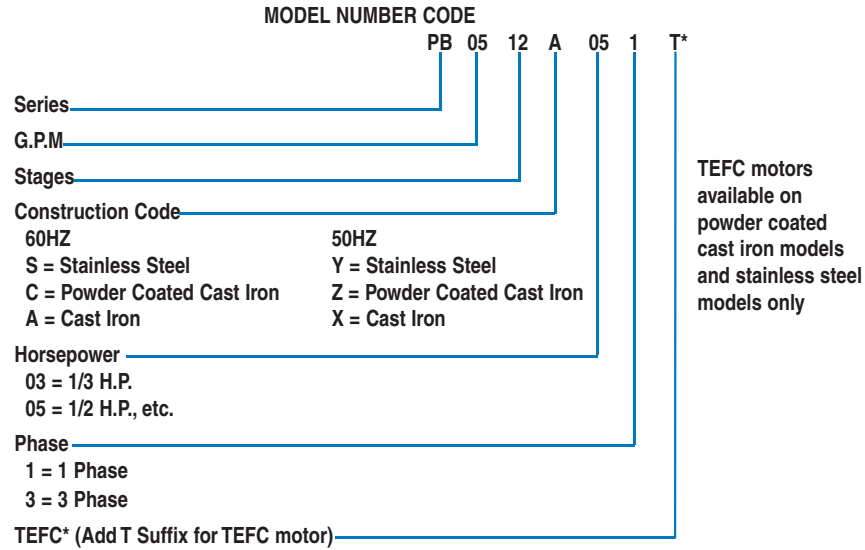 MODEL NUMBER CODE
PB 05 12 A 05 1 T*
Series
G.P.M
Stages
Construction Code
60HZ
S = Stainless Steel
C = Powder Coated Cast Iron
A = Cast Iron
50HZ
Y = Stainless Steel
Z = Powder Coated Cast Iron
X = Cast Iron
Horsepower
03 = 1/3 H.P.
05 = 1/2 H.P., etc.
Phase
1 = 1 Phase
3 = 3 Phase
TEFC* (Add T Suffix for TEFC motor)
TEFC motors
available on
powder coated
cast iron models
and stainless steel
models only